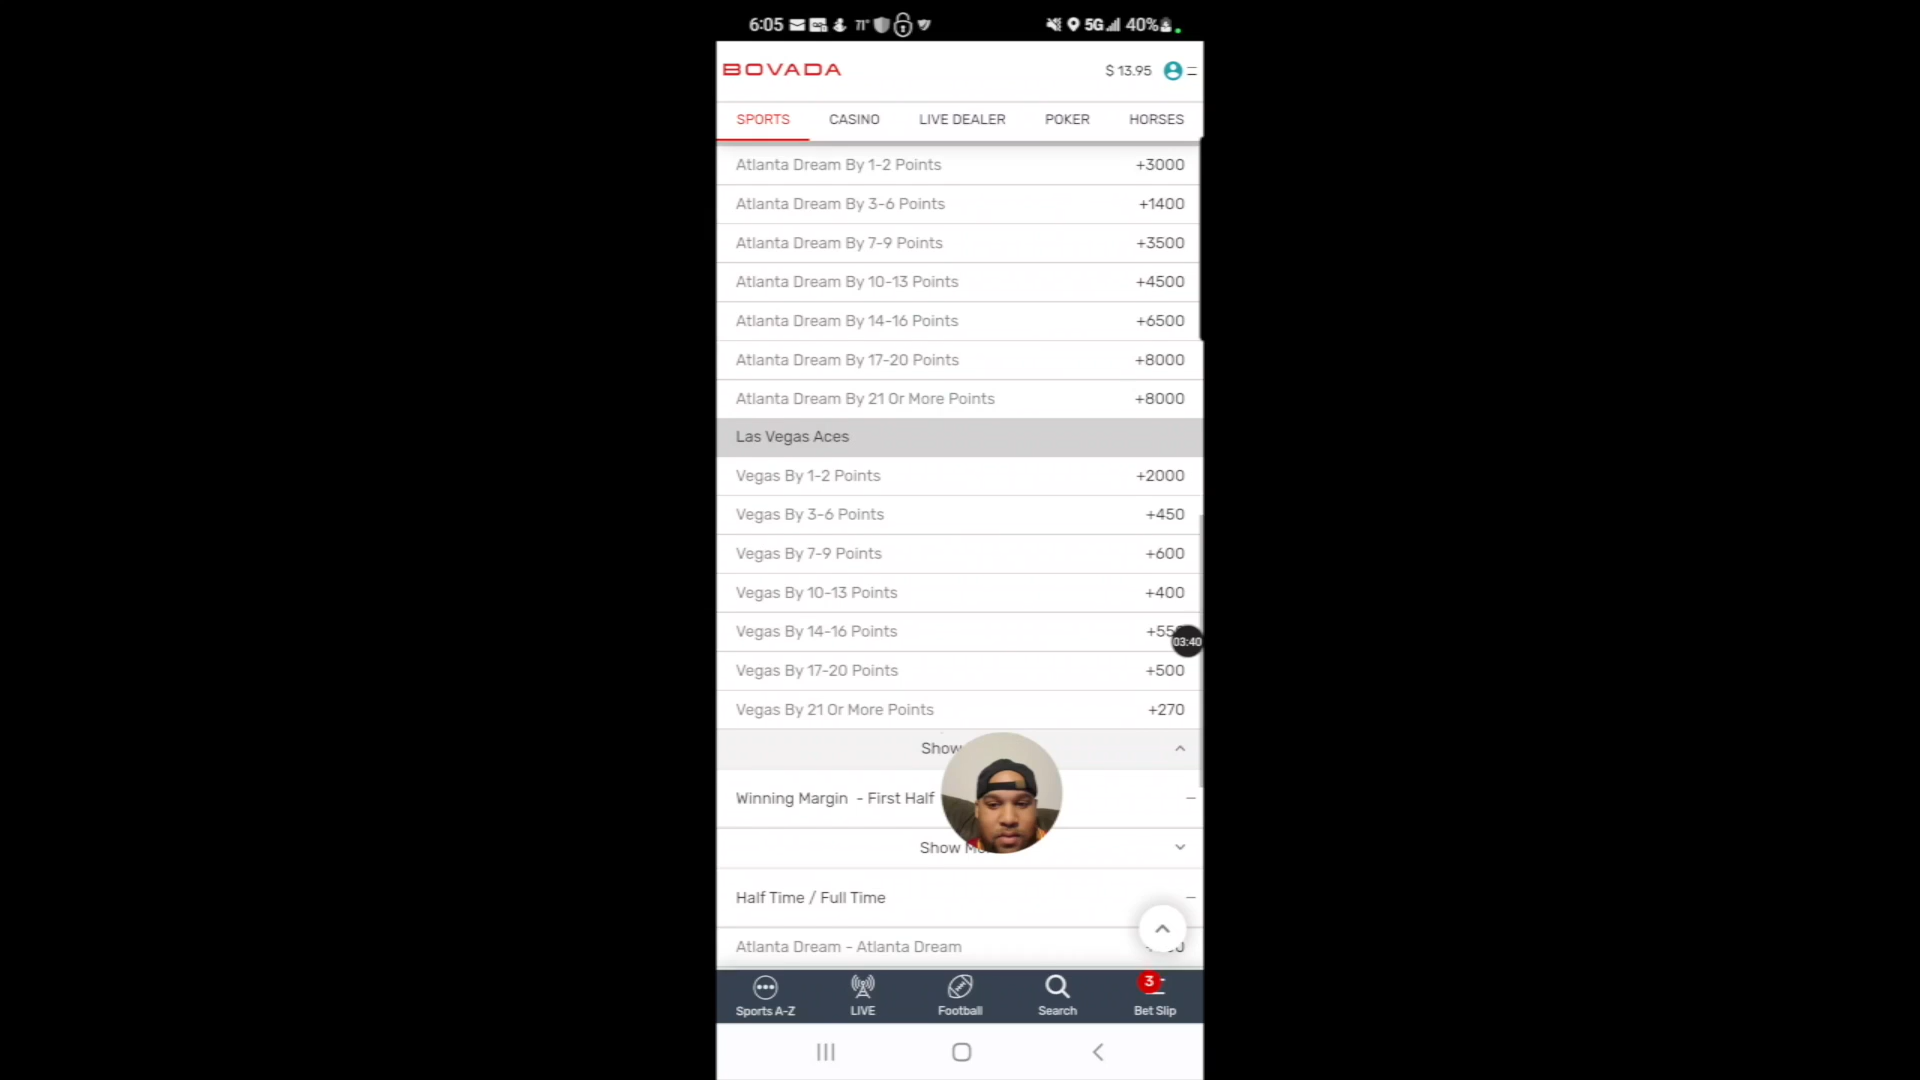 6:05 71° 5G 40%
BOVADA $ 13.95
SPORTS CASINO LIVE DEALER POKER HORSES
Atlanta Dream By 1-2 Points +3000
Atlanta Dream By 3-6 Points +1400
Atlanta Dream By 7-9 Points +3500
Atlanta Dream By 10-13 Points +4500
Atlanta Dream By 14-16 Points +6500
Atlanta Dream By 17-20 Points +8000
Atlanta Dream By 21 Or More Points +8000
Las Vegas Aces
Vegas By 1-2 Points +2000
Vegas By 3-6 Points +450
Vegas By 7-9 Points +600
Vegas By 10-13 Points +400
Vegas By 14-16 Points
03:40
Vegas By 17-20 Points +500
Vegas By 21 Or More Points +270
Show
Winning Margin - First Half
Show
Half Time / Full Time
Atlanta Dream - Atlanta Dream
3
Sports A-Z LIVE Football Search Bet Slip